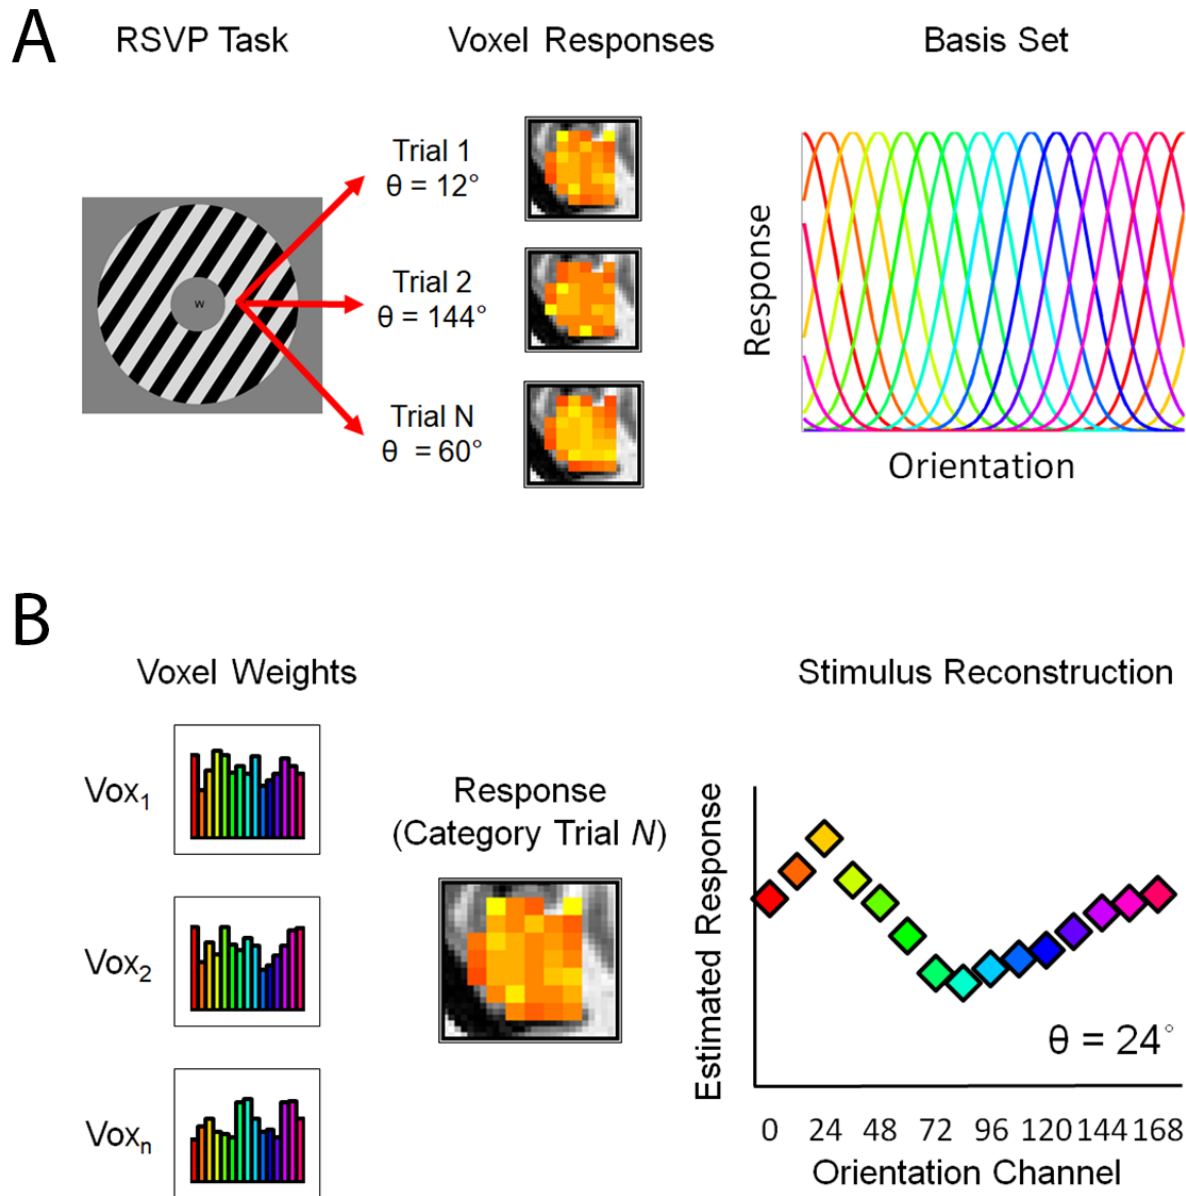 A
RSVP Task
Voxel Responses
Basis Set
w
Trial 1
θ = 12°
Trial 2
θ = 144°
Trial N
θ = 60°
Response
Orientation
B
Voxel Weights
Stimulus Reconstruction
Vox1
Vox2
Voxn
Response
(Category Trial N)
Estimated Response
θ = 24°
0 24 48 72 96 120 144 168
Orientation Channel